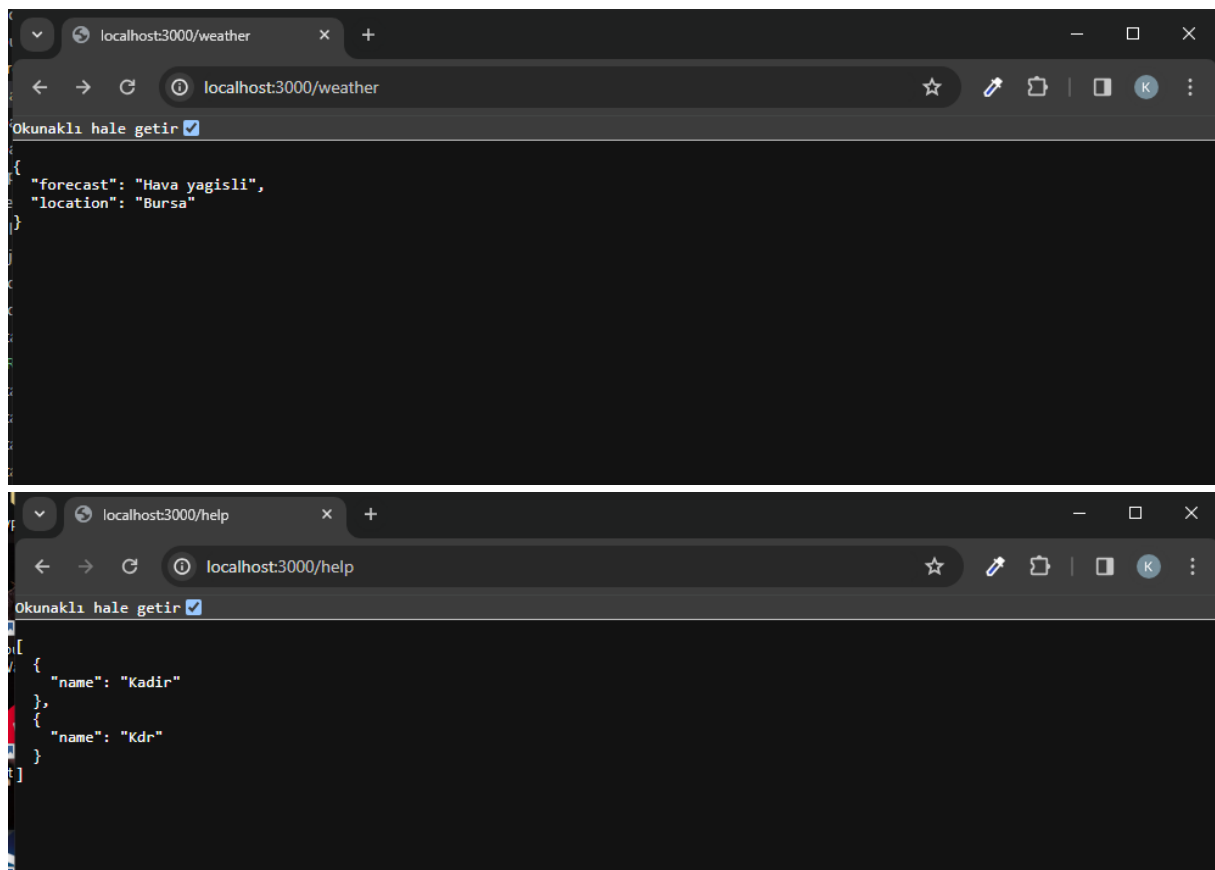 localhost:3000/weather
localhost:3000/weather
K
Okunaklı hale getir
{
"forecast": "Hava yagisli",
"location": "Bursa"
}
localhost:3000/help
localhost:3000/help
K
Okunaklı hale getir
[
{
"name": "Kadir"
},
{
"name": "Kdr"
}
]